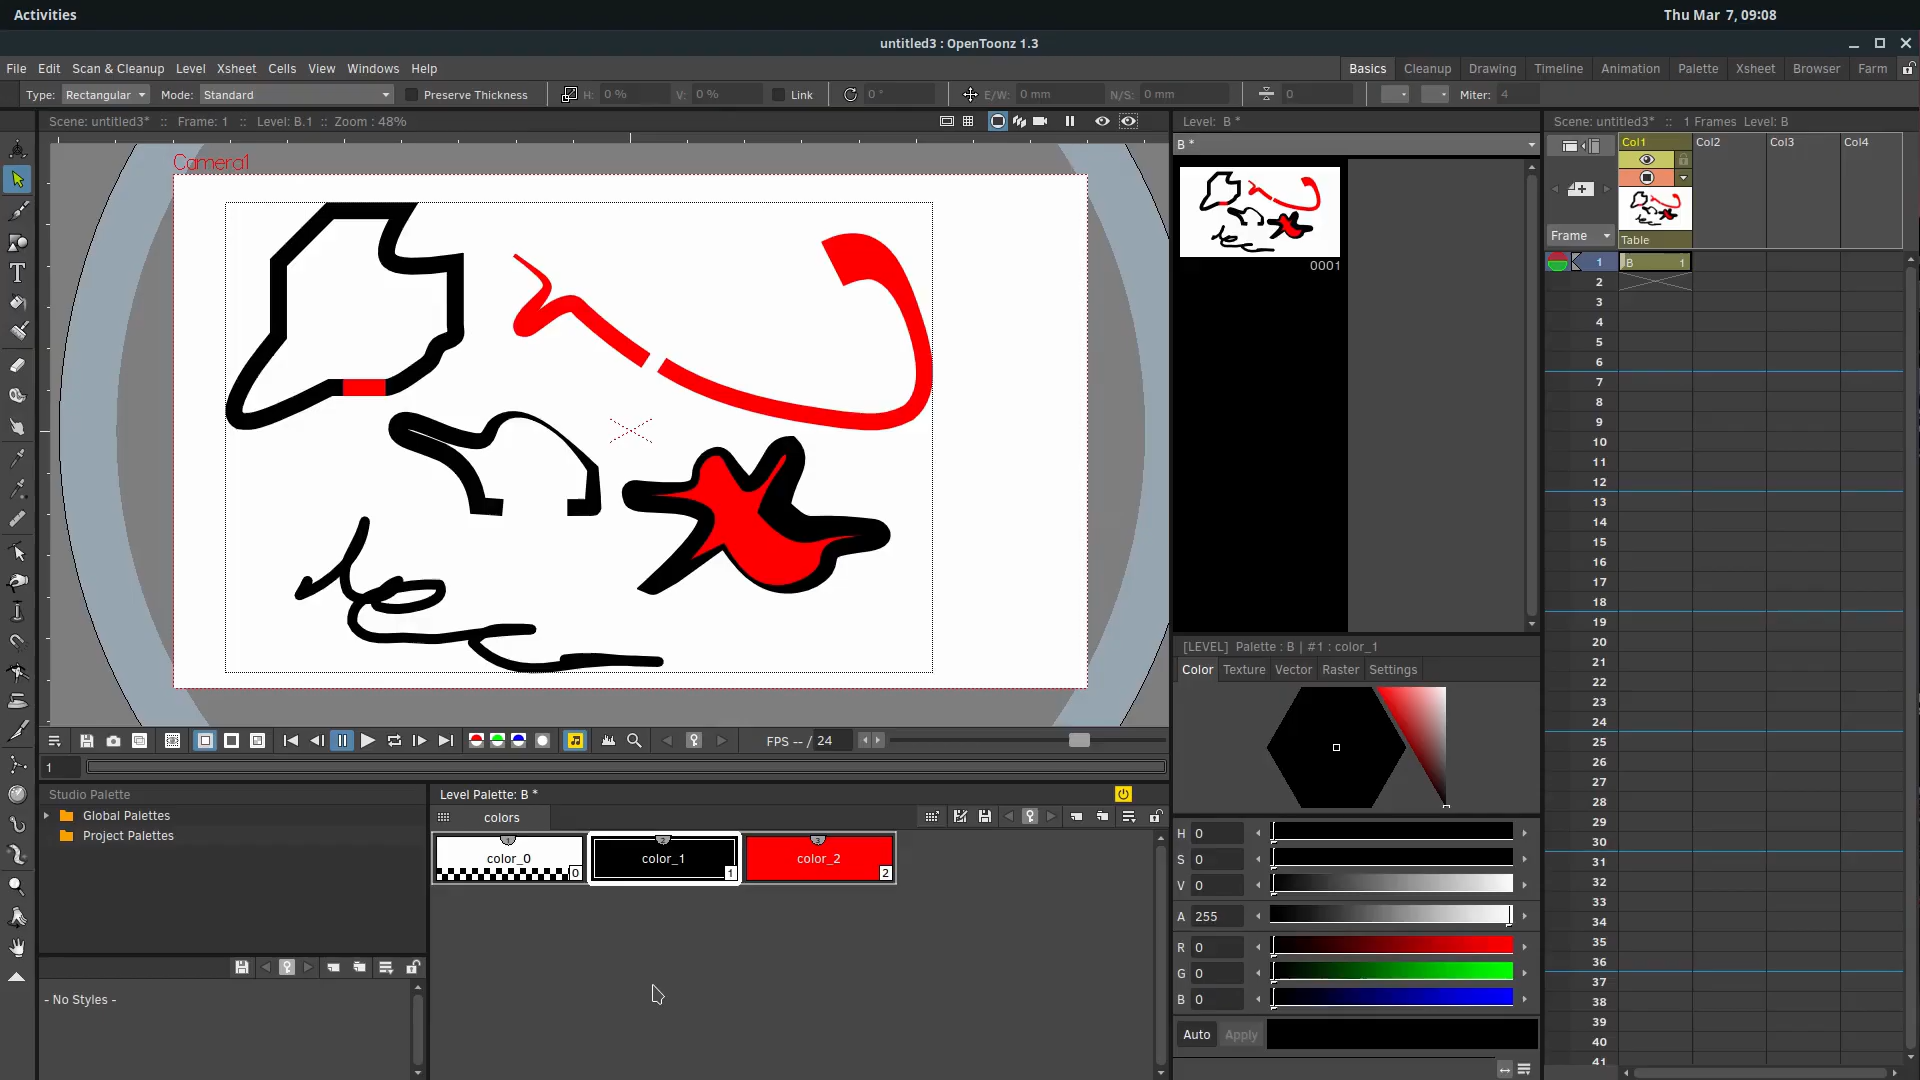 Activities
Thu Mar 7, 09:08
untitled3 : OpenToonz 1.3
File Edit Scan & Cleanup Level Xsheet Cells View Windows Help
Basics Cleanup Drawing Timeline Animation Palette Xsheet Browser Farm
Type: Rectangular Mode: Standard Preserve Thickness H: 0 % V: 0 % Link 0 ° E/W: 0 mm N/S: 0 mm 0 Miter: 4
Scene: untitled3* :: Frame: 1 :: Level: B.1 :: Zoom : 48%
Camera1
1
FPS -- / 24
Level: B *
B *
0001
[LEVEL] Palette : B | #1 : color_1
Color Texture Vector Raster Settings
H 0
S 0
V 0
A 255
R 0
G 0
B 0
Auto Apply
Scene: untitled3* :: 1 Frames Level: B
Col1 Col2 Col3 Col4
Frame
Table
1 B 1
2
3
4
5
6
7
8
9
10
11
12
13
14
15
16
17
18
19
20
21
22
23
24
25
26
27
28
29
30
31
32
33
34
35
36
37
38
39
40
41
Studio Palette
Global Palettes
Project Palettes
- No Styles -
Level Palette: B *
colors
1 2 3
color_0 color_1 color_2
0 1 2